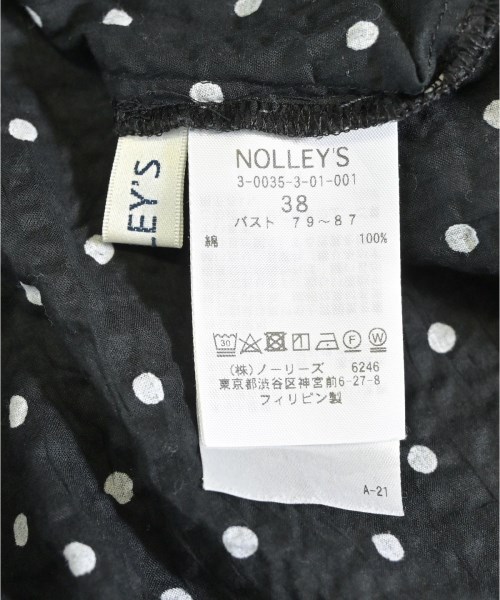 NOLLEY'S
3-0035-3-01-001
38
バスト 79～87
綿 100%
30
F W
(株)ノーリーズ 6246
東京都渋谷区神宮前6-27-8
フィリピン製
A-21
LEY'S